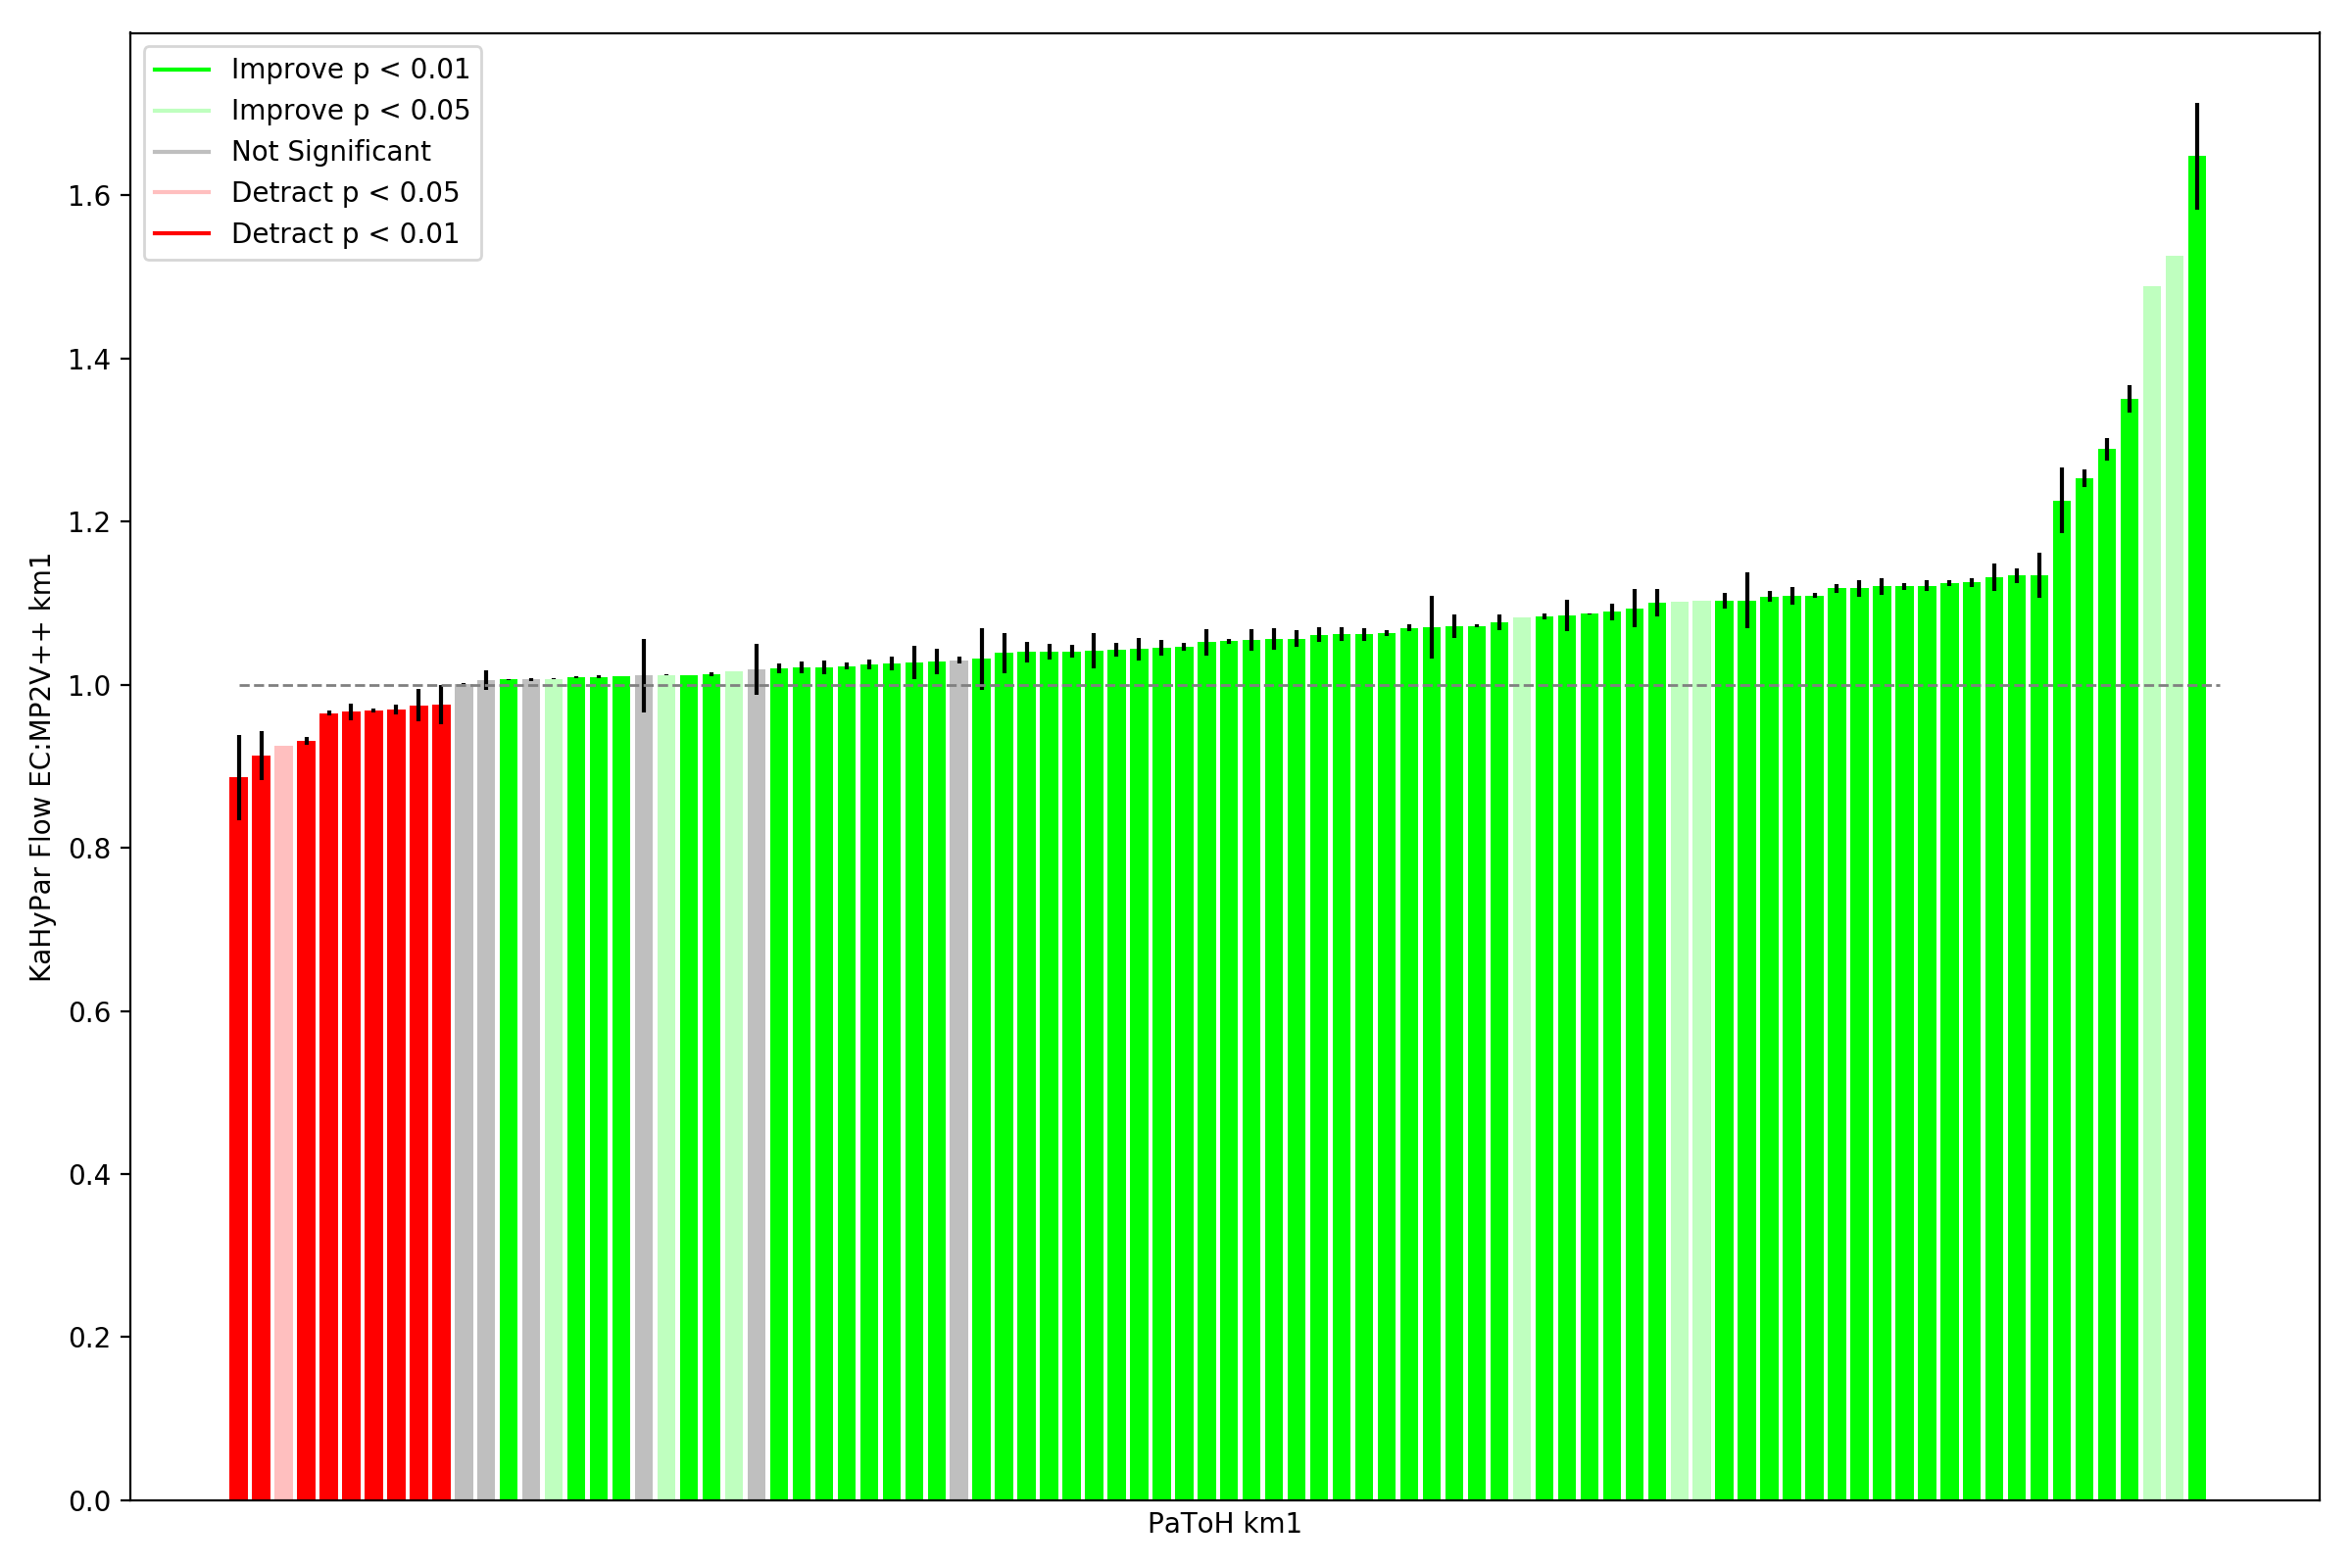 Improve p < 0.01
Improve p < 0.05
Not Significant
Detract p < 0.05
Detract p < 0.01
1.6
1.4
1.2
1.0
0.8
0.6
0.4
0.2
0.0
KaHyPar Flow EC:MP2V++ km1
PaToH km1